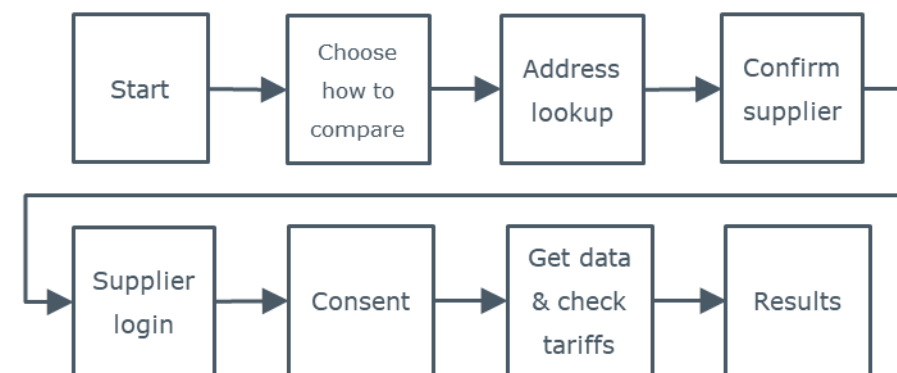 Start
Choose
how to
compare
Address
lookup
Confirm
supplier
Supplier
login
Consent
Get data
& check
tariffs
Results